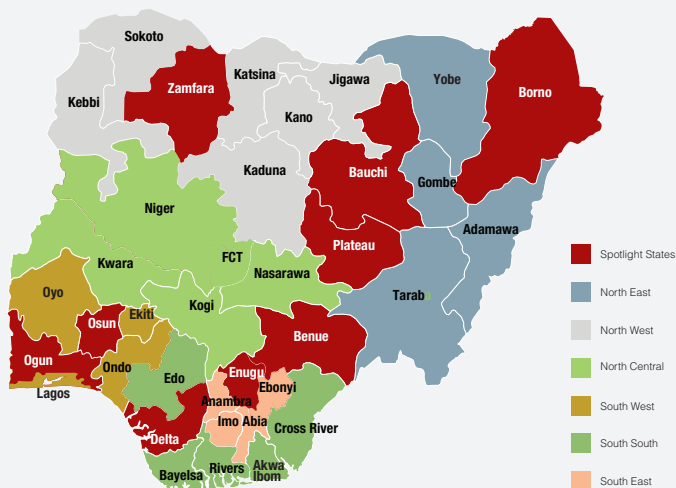 Sokoto
Katsina
Jigawa
Yobe
Borno
Zamfara
Kebbi
Kano
Kaduna
Bauchi
Gombe
Niger
Adamawa
Plateau
FCT
Kwara
Nasarawa
Oyo
Taraba
Kogi
Osun
Ekiti
Benue
Ogun
Ondo
Edo
Enugu
Ebonyi
Lagos
Anambra
Imo
Abia
Cross River
Delta
Rivers
Akwa
Ibom
Bayelsa
Spotlight States
North East
North West
North Central
South West
South South
South East